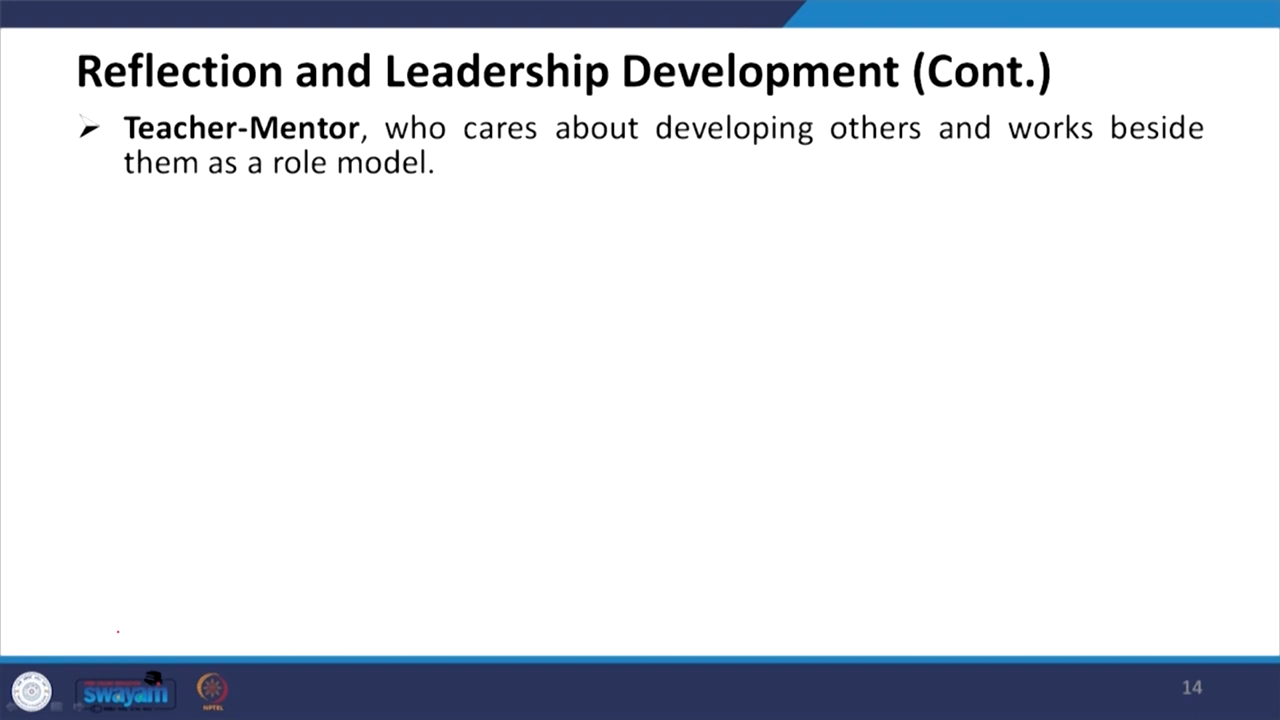 Reflection and Leadership Development (Cont.)
➢ Teacher-Mentor, who cares about developing others and works beside
them as a role model.
swayam
NPTEL
14